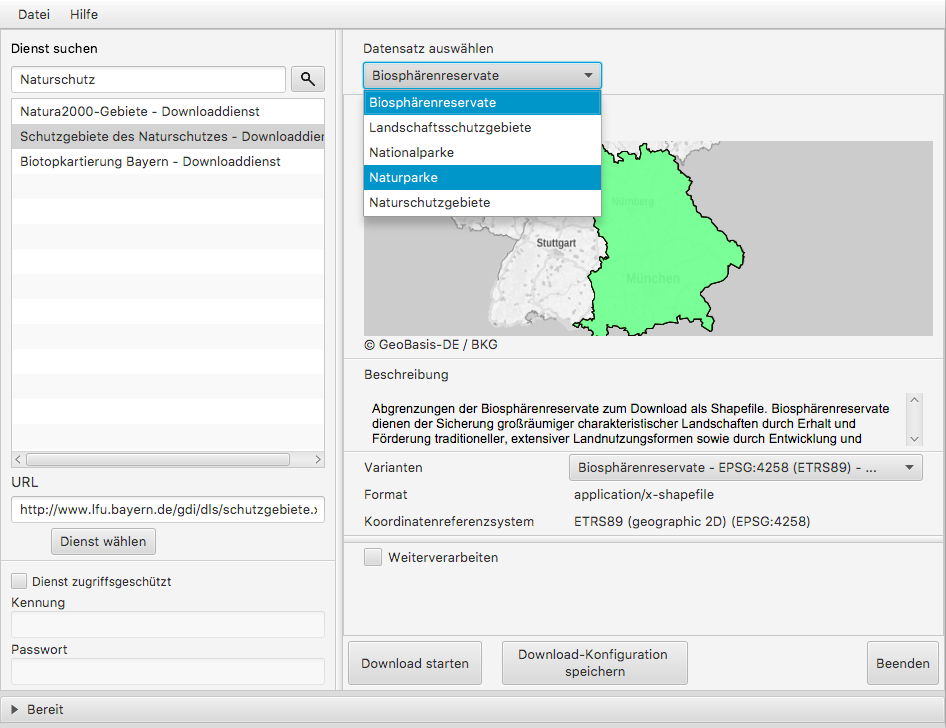 Datei Hilfe
Dienst suchen
Naturschutz
Natura2000-Gebiete - Downloaddienst
Schutzgebiete des Naturschutzes - Downloaddien
Biotopkartierung Bayern - Downloaddienst
URL
http://www.lfu.bayern.de/gdi/dls/schutzgebiete.x
Dienst wählen
Dienst zugriffsgeschützt
Kennung
Passwort
Datensatz auswählen
Biosphärenreservate
Biosphärenreservate
Landschaftsschutzgebiete
Nationalparke
Naturparke
Naturschutzgebiete
Nürnberg
Stuttgart
München
© GeoBasis-DE / BKG
Beschreibung
Abgrenzungen der Biosphärenreservate zum Download als Shapefile. Biosphärenreservate
dienen der Sicherung großräumiger charakteristischer Landschaften durch Erhalt und
Förderung traditioneller, extensiver Landnutzungsformen sowie durch Entwicklung und
Varianten Biosphärenreservate - EPSG:4258 (ETRS89) - ...
Format application/x-shapefile
Koordinatenreferenzsystem ETRS89 (geographic 2D) (EPSG:4258)
Weiterverarbeiten
Download starten
Download-Konfiguration
speichern
Beenden
Bereit